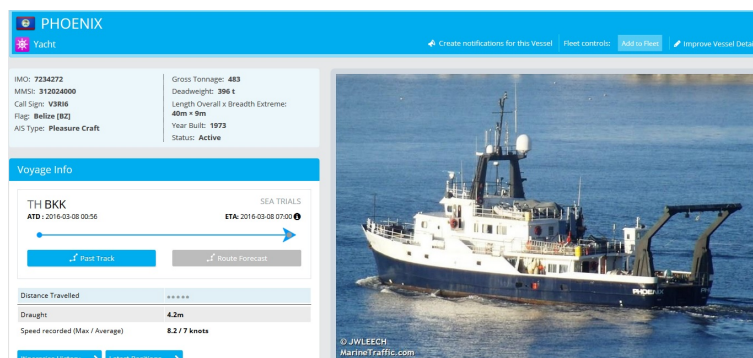 PHOENIX
Yacht
Create notifications for this Vessel Fleet controls: Add to Fleet Improve Vessel Detai
IMO: 7234272
MMSI: 312024000
Call Sign: V3RI6
Flag: Belize [BZ]
AIS Type: Pleasure Craft
Gross Tonnage: 483
Deadweight: 396 t
Length Overall x Breadth Extreme:
40m × 9m
Year Built: 1973
Status: Active
Voyage Info
TH BKK
ATD : 2016-03-08 00:56
SEA TRIALS
ETA: 2016-03-08 07:00
Past Track
Route Forecast
Distance Travelled *****
Draught 4.2m
Speed recorded (Max / Average) 8.2 / 7 knots
PHOENIX
© JWLEECH
MarineTraffic.com